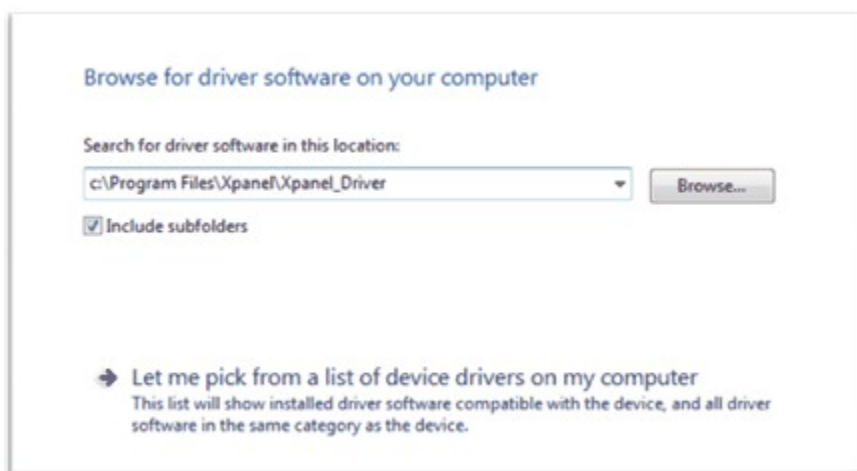 Browse for driver software on your computer
Search for driver software in this location:
c:\Program Files\Xpanel\Xpanel_Driver
Browse...
Include subfolders
Let me pick from a list of device drivers on my computer
This list will show installed driver software compatible with the device, and all driver
software in the same category as the device.